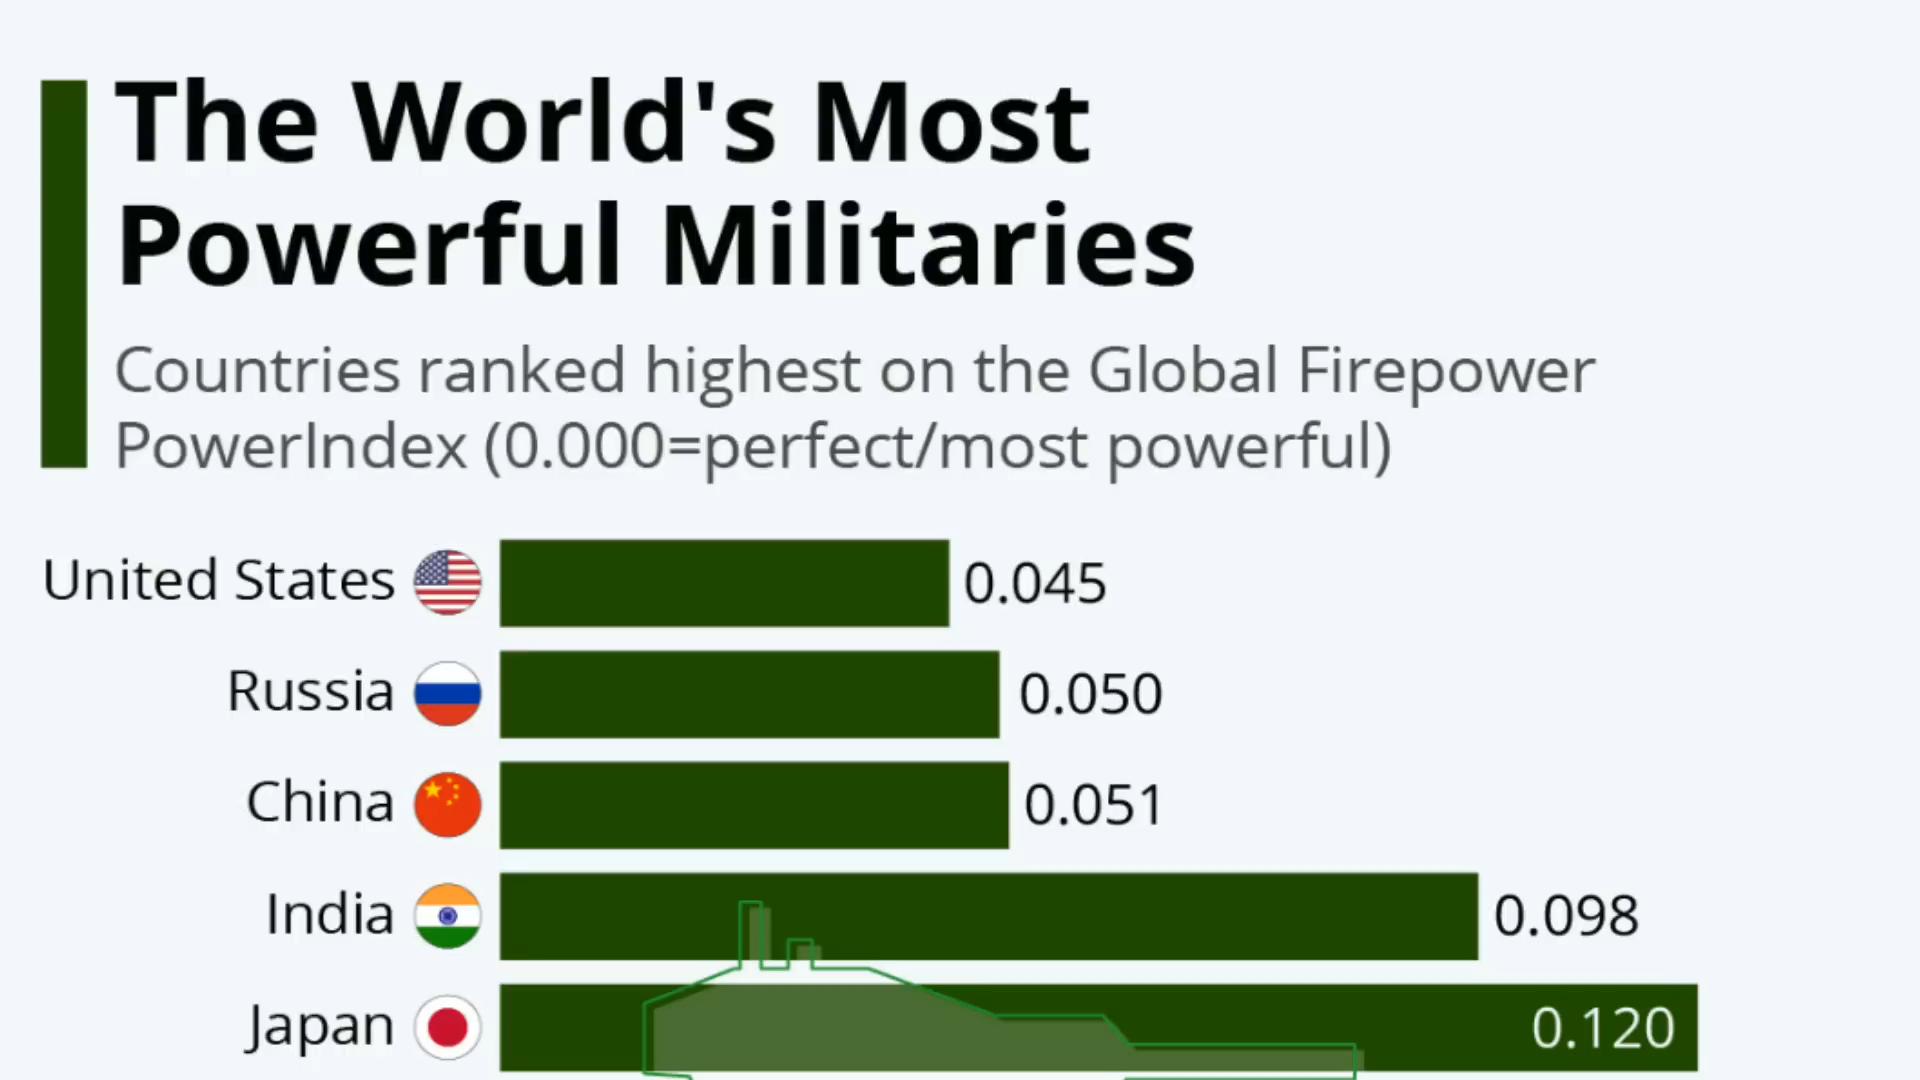 The World's Most
Powerful Militaries
Countries ranked highest on the Global Firepower
PowerIndex (0.000=perfect/most powerful)
United States 0.045
Russia 0.050
China 0.051
India 0.098
Japan 0.120